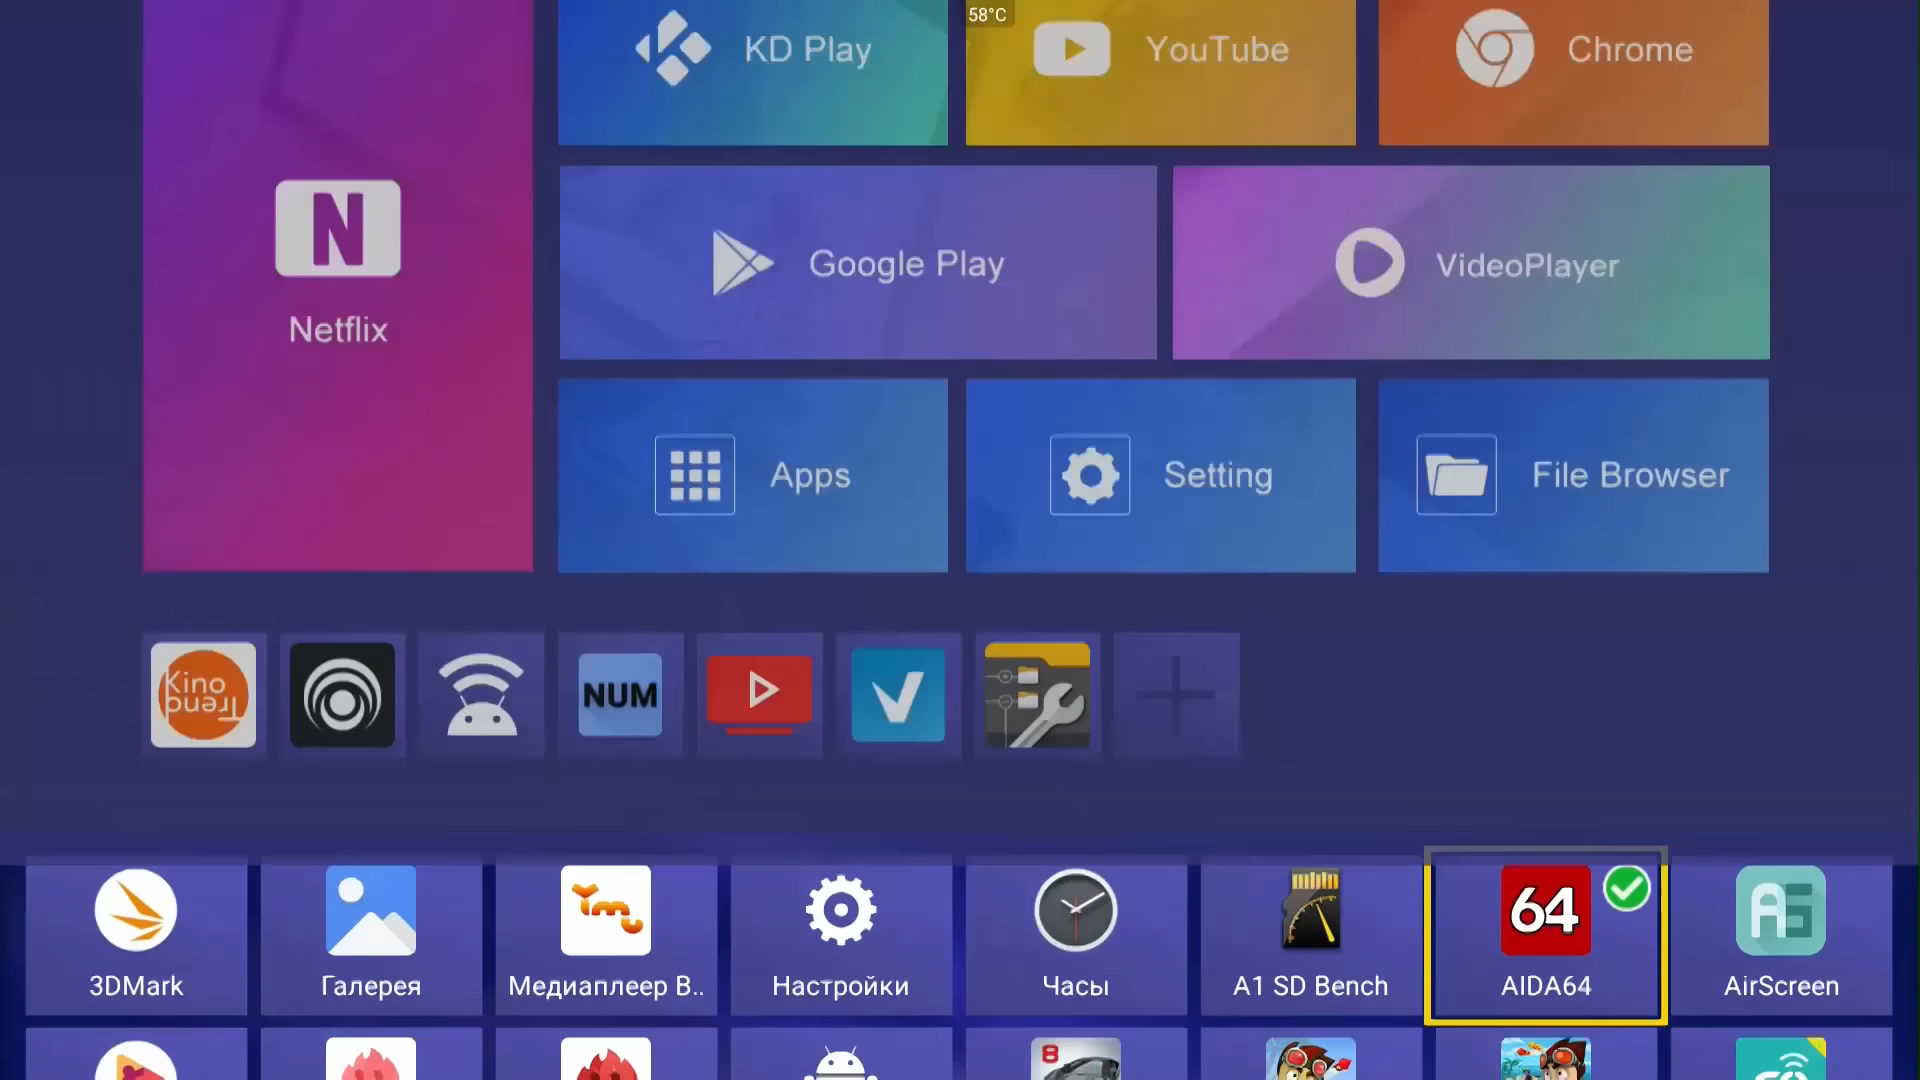 58°C
KD Play
YouTube
Chrome
N
Netflix
Google Play
VideoPlayer
Apps
Setting
File Browser
Kino
Trend
NUM
64
3DMark
Галерея
Медиаплеер В..
Настройки
Часы
A1 SD Bench
AIDA64
AirScreen
8